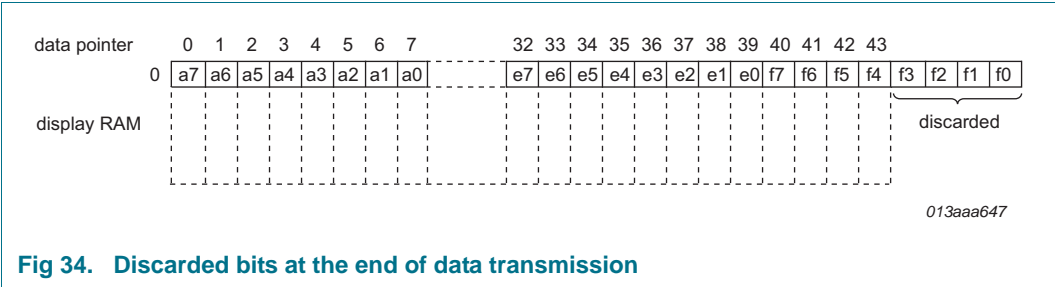 data pointer 0 1 2 3 4 5 6 7 32 33 34 35 36 37 38 39 40 41 42 43
0 a7 a6 a5 a4 a3 a2 a1 a0 e7 e6 e5 e4 e3 e2 e1 e0 f7 f6 f5 f4 f3 f2 f1 f0
display RAM discarded
013aaa647
Fig 34. Discarded bits at the end of data transmission